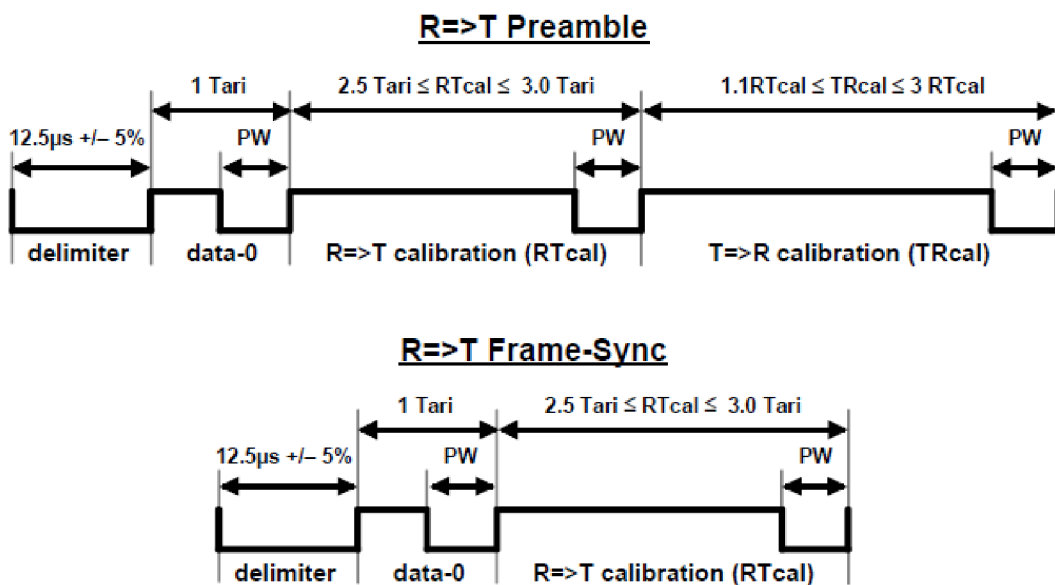 R=>T Preamble
1 Tari
2.5 Tari ≤ RTcal ≤ 3.0 Tari
1.1RTcal ≤ TRcal ≤ 3 RTcal
12.5µs +/– 5%
PW
PW
PW
delimiter
data-0
R=>T calibration (RTcal)
T=>R calibration (TRcal)
R=>T Frame-Sync
1 Tari
2.5 Tari ≤ RTcal ≤ 3.0 Tari
12.5µs +/– 5%
PW
PW
delimiter
data-0
R=>T calibration (RTcal)